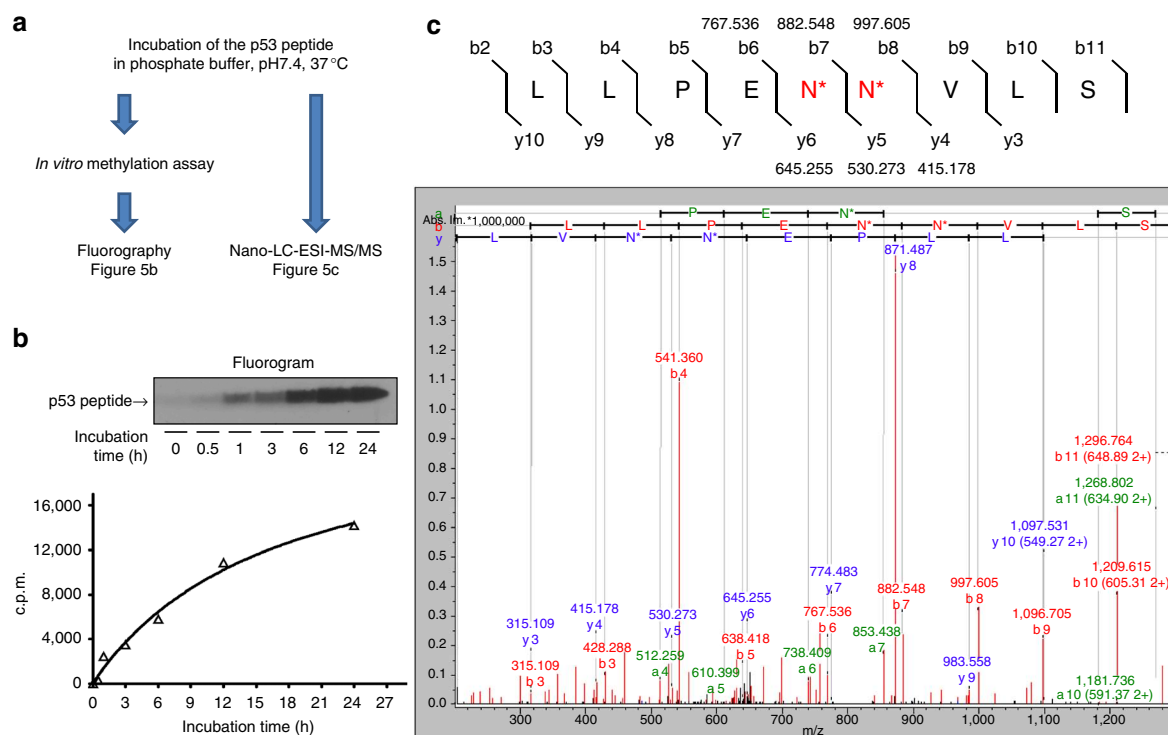 a
Incubation of the p53 peptide
in phosphate buffer, pH7.4, 37 °C
In vitro methylation assay
Fluorography
Figure 5b
Nano-LC-ESI-MS/MS
Figure 5c
b
Fluorogram
p53 peptide→
Incubation
time (h)
0 0.5 1 3 6 12 24
16,000
12,000
8,000
4,000
0
c.p.m.
0 3 6 9 12 15 18 21 24 27
Incubation time (h)
c
767.536 882.548 997.605
b2 b3 b4 b5 b6 b7 b8 b9 b10 b11
L L P E N* N* V L S
y10 y9 y8 y7 y6 y5 y4 y3
645.255 530.273 415.178
a P E N* S
Abs. Im.*1,000,000
b L L P E N* N* V L S
y L V N* N* E P L L
1.5
1.4
1.3
1.2
1.1
1.0
0.9
0.8
0.7
0.6
0.5
0.4
0.3
0.2
0.1
0.0
871.487
y 8
541.360
b 4
1,296.764
b 11 (648.89 2+)
1,268.802
a 11 (634.90 2+)
1,097.531
y 10 (549.27 2+)
1,209.615
b 10 (605.31 2+)
774.483
y 7
882.548
b 7
997.605
b 8
645.255
y6
767.536
b 6
415.178
y 4
530.273
y 5
1,096.705
b 9
315.109
y 3
853.438
a 7
638.418
b 5
428.288
b 3
512.259
a 4
738.409
a 6
315.109
b 3
610.399
a 5
983.558
y 9
1,181.736
a 10 (591.37 2+)
300 400 500 600 700 800 900 1,000 1,100 1,200
m/z